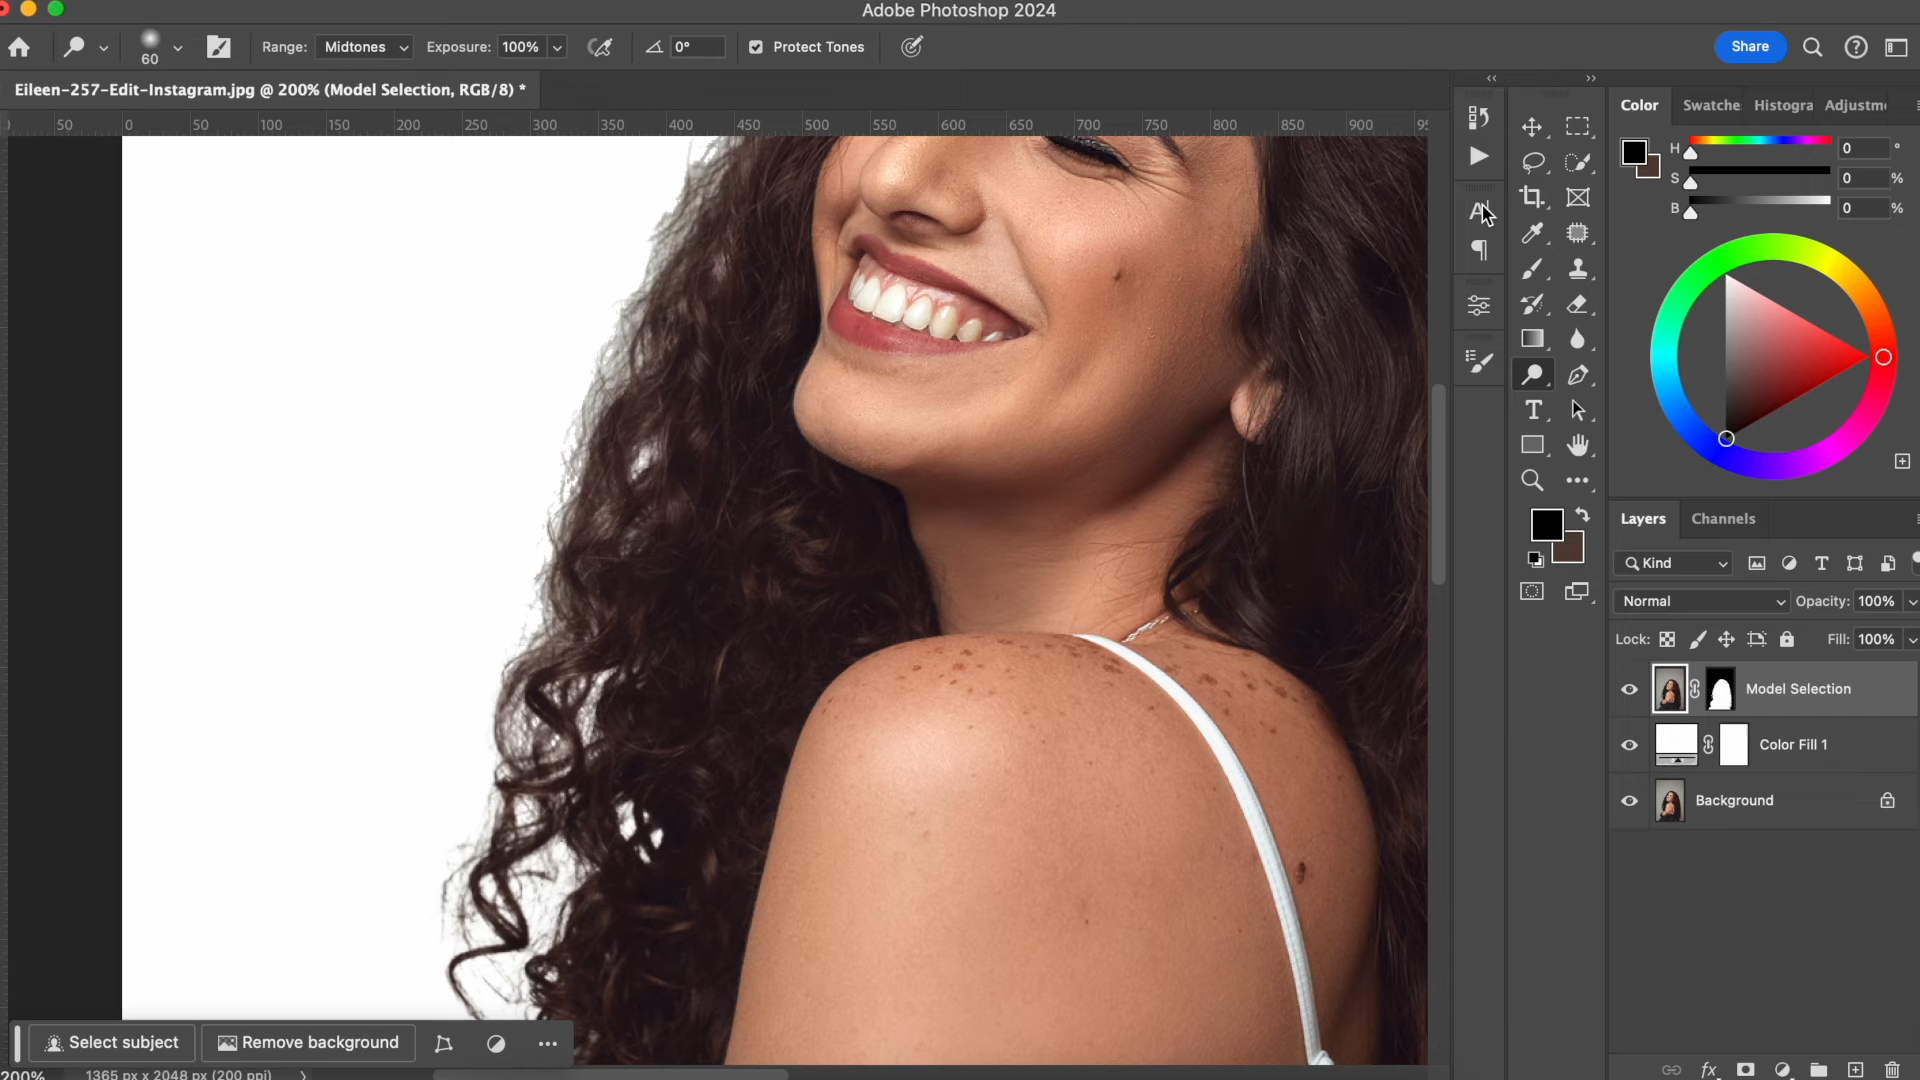 Adobe Photoshop 2024
60
Range: Midtones Exposure: 100% 0° Protect Tones Share
Eileen-257-Edit-Instagram.jpg @ 200% (Model Selection, RGB/8) *
50 0 50 100 150 200 250 300 350 400 450 500 550 600 650 700 750 800 850 900
Color Swatche Histogra Adjustm
H 0 °
S 0 %
B 0 %
Layers Channels
Kind
Normal Opacity: 100%
Lock: Fill: 100%
Model Selection
Color Fill 1
Background
Select subject Remove background
200% 1365 px x 2048 px (200 ppi)
fx